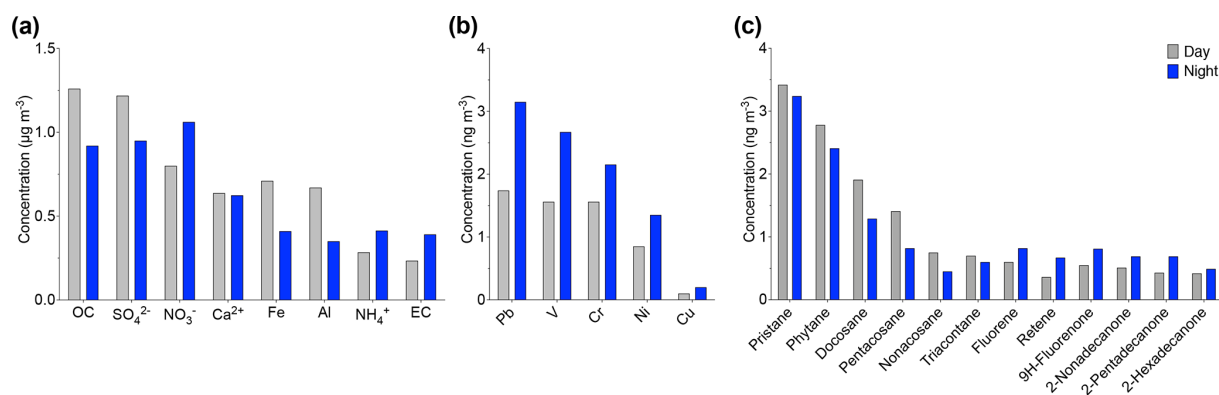 (a)
Concentration (μg m⁻³)
1.5
1.0
0.5
0.0
OC SO₄²⁻ NO₃⁻ Ca²⁺ Fe Al NH₄⁺ EC
(b)
Concentration (ng m⁻³)
4
3
2
1
0
Pb V Cr Ni Cu
(c)
Concentration (ng m⁻³)
4
3
2
1
0
Pristane
Phytane
Docosane
Pentacosane
Nonacosane
Triacontane
Fluorene
Retene
9H-Fluorenone
2-Nonadecanone
2-Pentadecanone
2-Hexadecanone
Day
Night